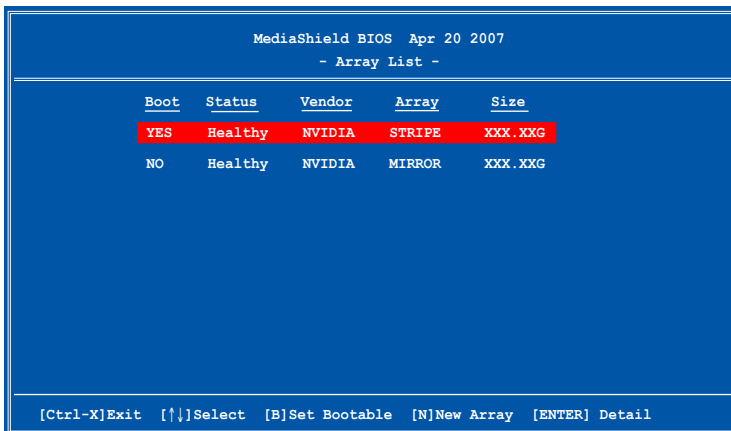 MediaShield BIOS Apr 20 2007
- Array List -
Boot Status Vendor Array Size
YES Healthy NVIDIA STRIPE XXX.XXG
NO Healthy NVIDIA MIRROR XXX.XXG
[Ctrl-X]Exit [↑↓]Select [B]Set Bootable [N]New Array [ENTER] Detail